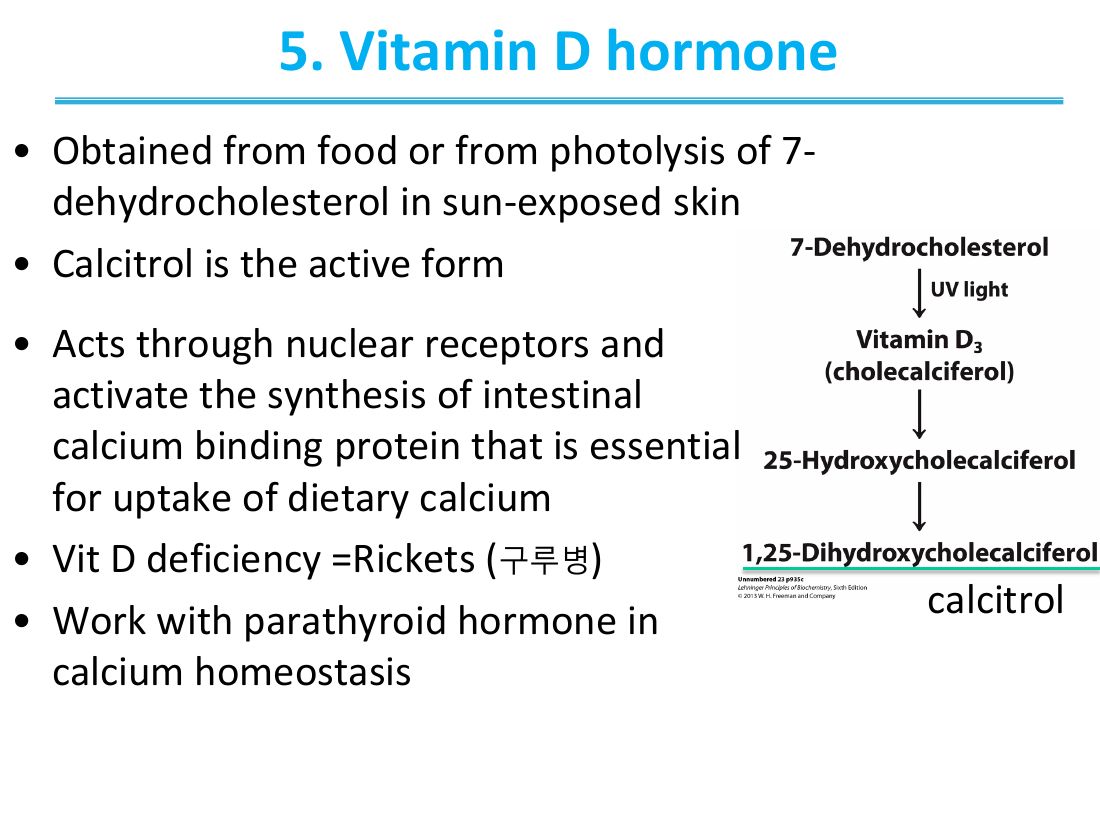 5. Vitamin D hormone
• Obtained from food or from photolysis of 7-
dehydrocholesterol in sun-exposed skin
• Calcitrol is the active form
• Acts through nuclear receptors and
activate the synthesis of intestinal
calcium binding protein that is essential
for uptake of dietary calcium
• Vit D deficiency =Rickets (구루병)
• Work with parathyroid hormone in
calcium homeostasis
7-Dehydrocholesterol
UV light
Vitamin D₃
(cholecalciferol)
25-Hydroxycholecalciferol
1,25-Dihydroxycholecalciferol
Unnumbered 23 p935c
Lehninger Principles of Biochemistry, Sixth Edition
© 2013 W. H. Freeman and Company
calcitrol